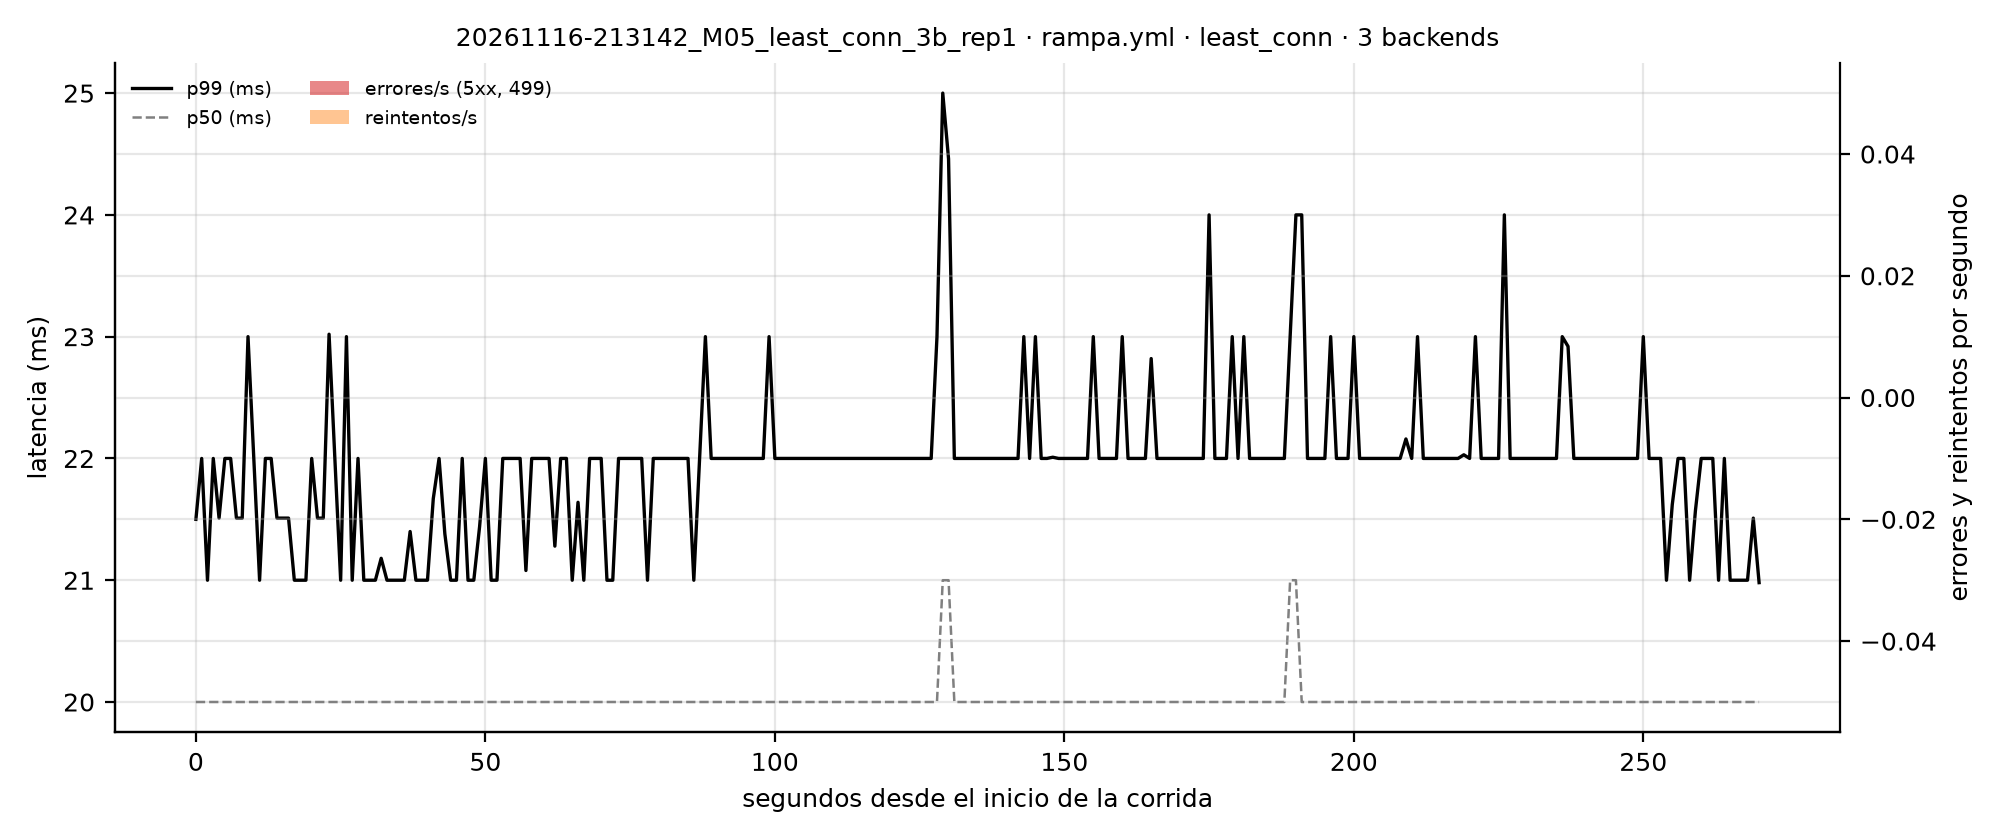 20261116-213142_M05_least_conn_3b_rep1 · rampa.yml · least_conn · 3 backends
p99 (ms)
p50 (ms)
errores/s (5xx, 499)
reintentos/s
latencia (ms)
25
24
23
22
21
20
0.04
0.02
0.00
−0.02
−0.04
errores y reintentos por segundo
0
50
100
150
200
250
segundos desde el inicio de la corrida